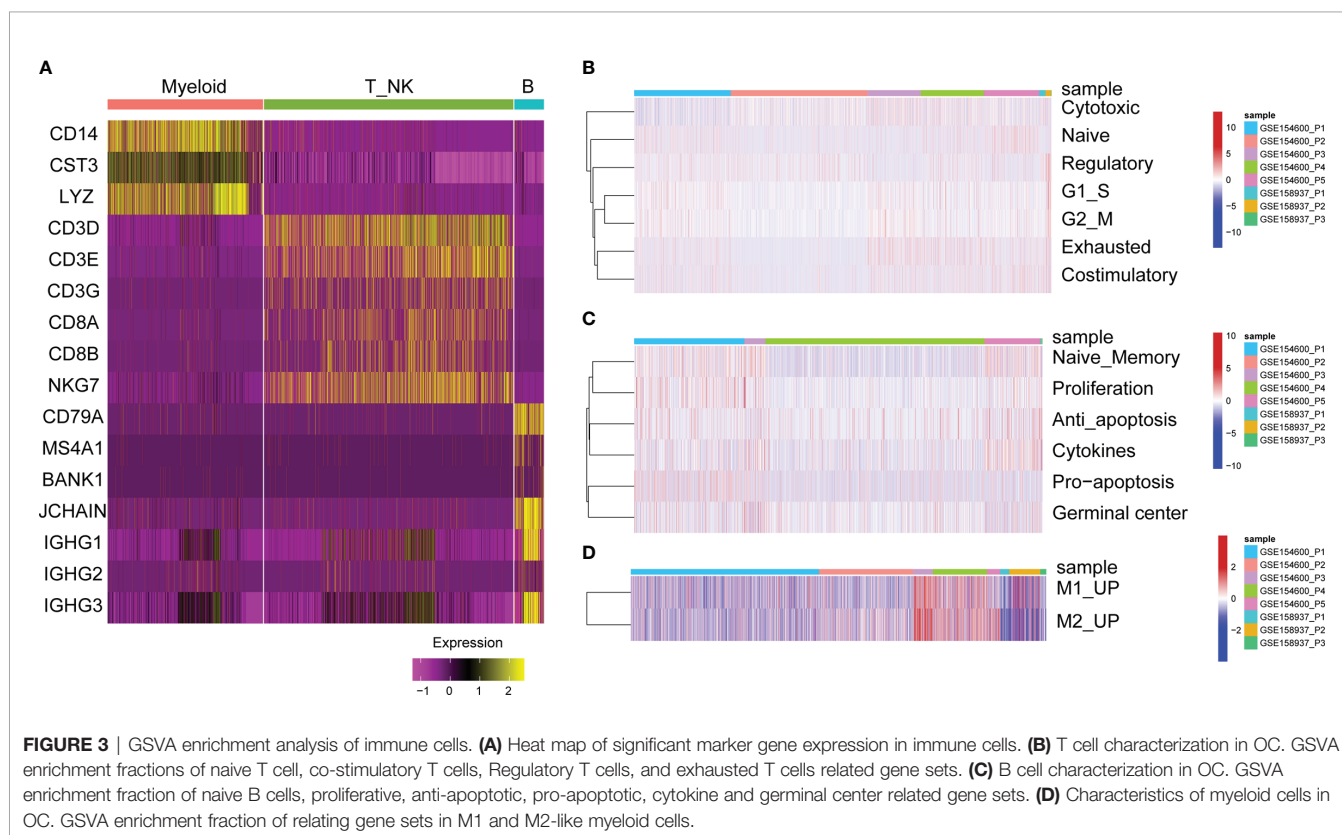 A
Myeloid T_NK B
CD14
CST3
LYZ
CD3D
CD3E
CD3G
CD8A
CD8B
NKG7
CD79A
MS4A1
BANK1
JCHAIN
IGHG1
IGHG2
IGHG3
Expression
−1 0 1 2
B
sample
Cytotoxic
Naive
Regulatory
G1_S
G2_M
Exhausted
Costimulatory
10
5
0
−5
−10
sample
GSE154600_P1
GSE154600_P2
GSE154600_P3
GSE154600_P4
GSE154600_P5
GSE158937_P1
GSE158937_P2
GSE158937_P3
C
sample
Naive_Memory
Proliferation
Anti_apoptosis
Cytokines
Pro−apoptosis
Germinal center
10
5
0
−5
−10
sample
GSE154600_P1
GSE154600_P2
GSE154600_P3
GSE154600_P4
GSE154600_P5
GSE158937_P1
GSE158937_P2
GSE158937_P3
D
sample
M1_UP
M2_UP
2
0
−2
sample
GSE154600_P1
GSE154600_P2
GSE154600_P3
GSE154600_P4
GSE154600_P5
GSE158937_P1
GSE158937_P2
GSE158937_P3
FIGURE 3 | GSVA enrichment analysis of immune cells. (A) Heat map of significant marker gene expression in immune cells. (B) T cell characterization in OC. GSVA
enrichment fractions of naive T cell, co-stimulatory T cells, Regulatory T cells, and exhausted T cells related gene sets. (C) B cell characterization in OC. GSVA
enrichment fraction of naive B cells, proliferative, anti-apoptotic, pro-apoptotic, cytokine and germinal center related gene sets. (D) Characteristics of myeloid cells in
OC. GSVA enrichment fraction of relating gene sets in M1 and M2-like myeloid cells.